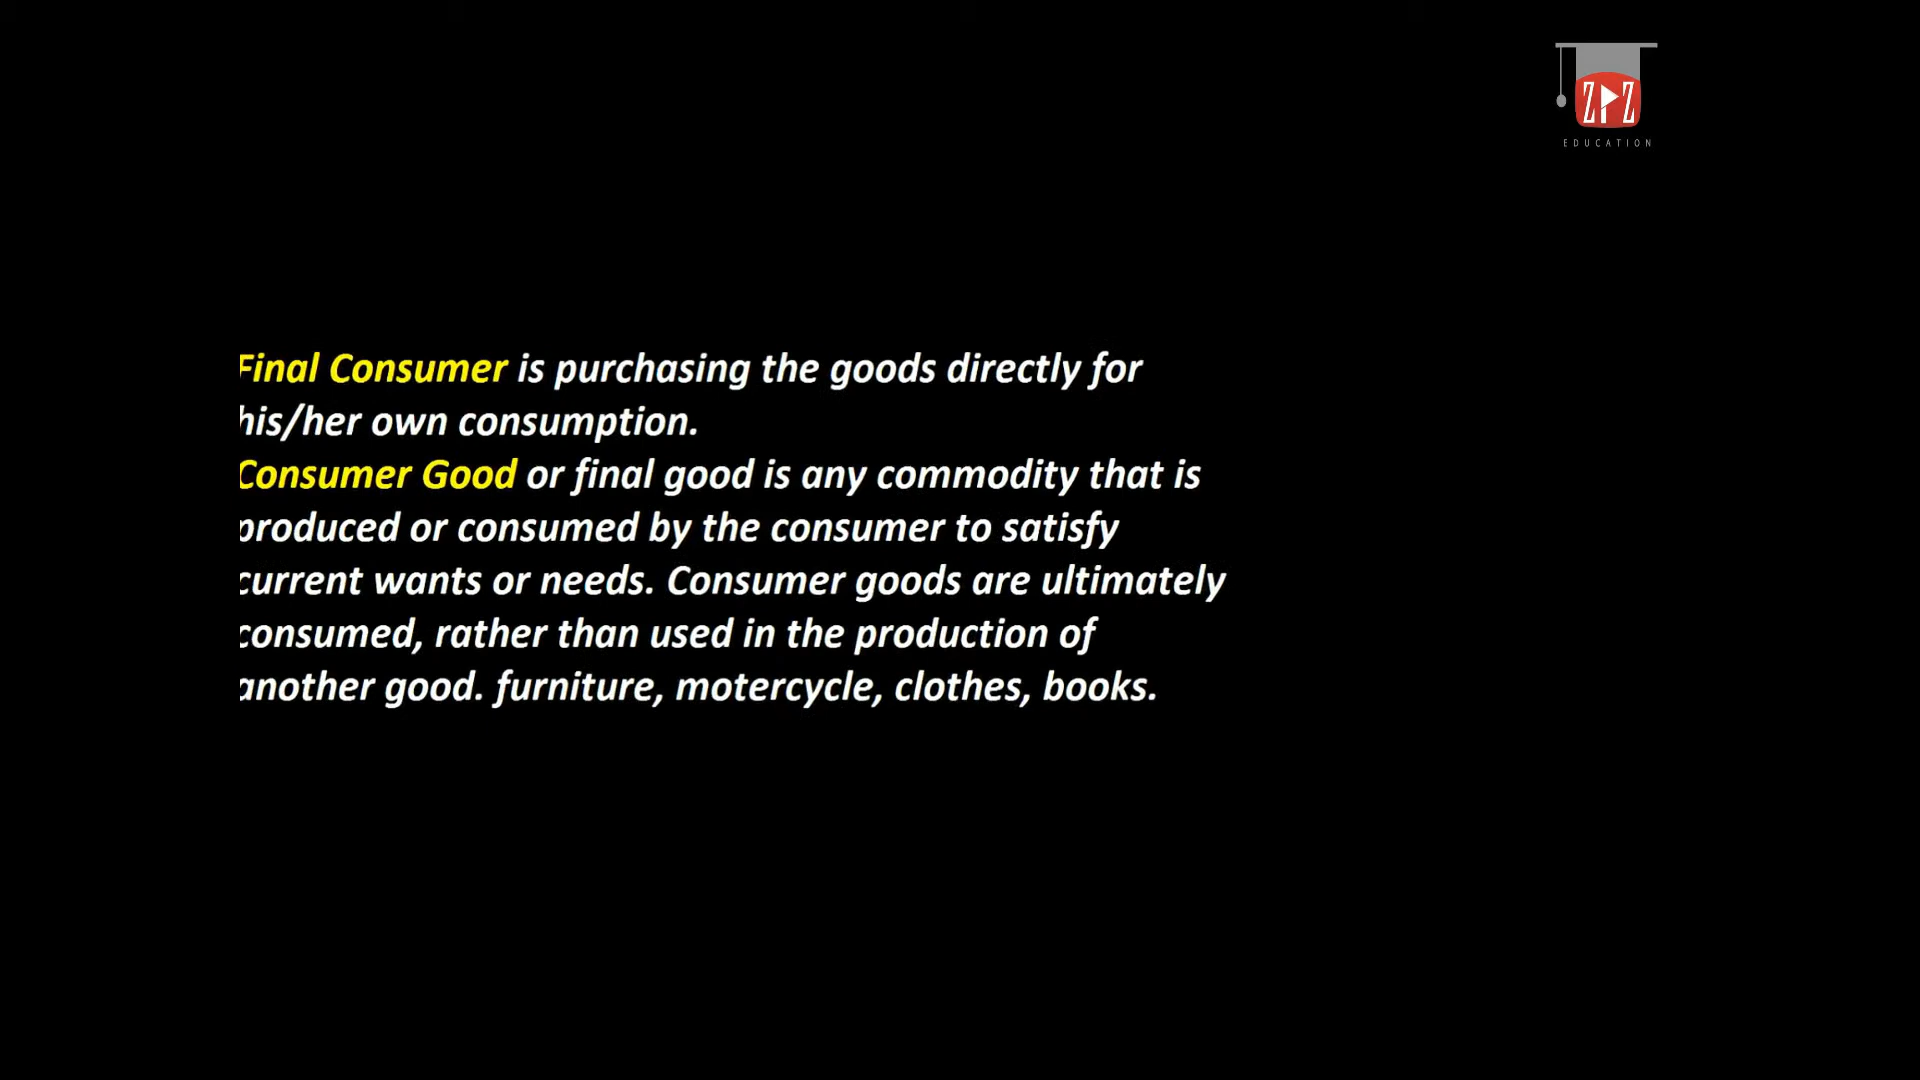 ZPZ
EDUCATION
Final Consumer is purchasing the goods directly for
his/her own consumption.
Consumer Good or final good is any commodity that is
produced or consumed by the consumer to satisfy
current wants or needs. Consumer goods are ultimately
consumed, rather than used in the production of
another good. furniture, motercycle, clothes, books.